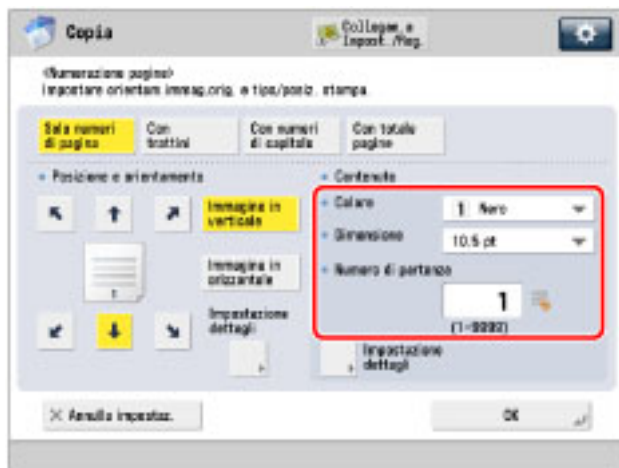 Copia
Collegam. a
Impost./Reg.
<Numerazione pagine>
Impostare orientam immag.orig. e tipo/posiz. stampa.
Solo numeri
di pagina
Con
trattini
Con numeri
di capitolo
Con totale
pagine
Posizione e orientamento
Immagine in
verticale
Immagine in
orizzontale
Impostazione
dettagli
1
Contenuto
Colore
1 Nero
Dimensione
10.5 pt
Numero di partenza
1
(1-9999)
Impostazione
dettagli
× Annulla impostaz.
OK